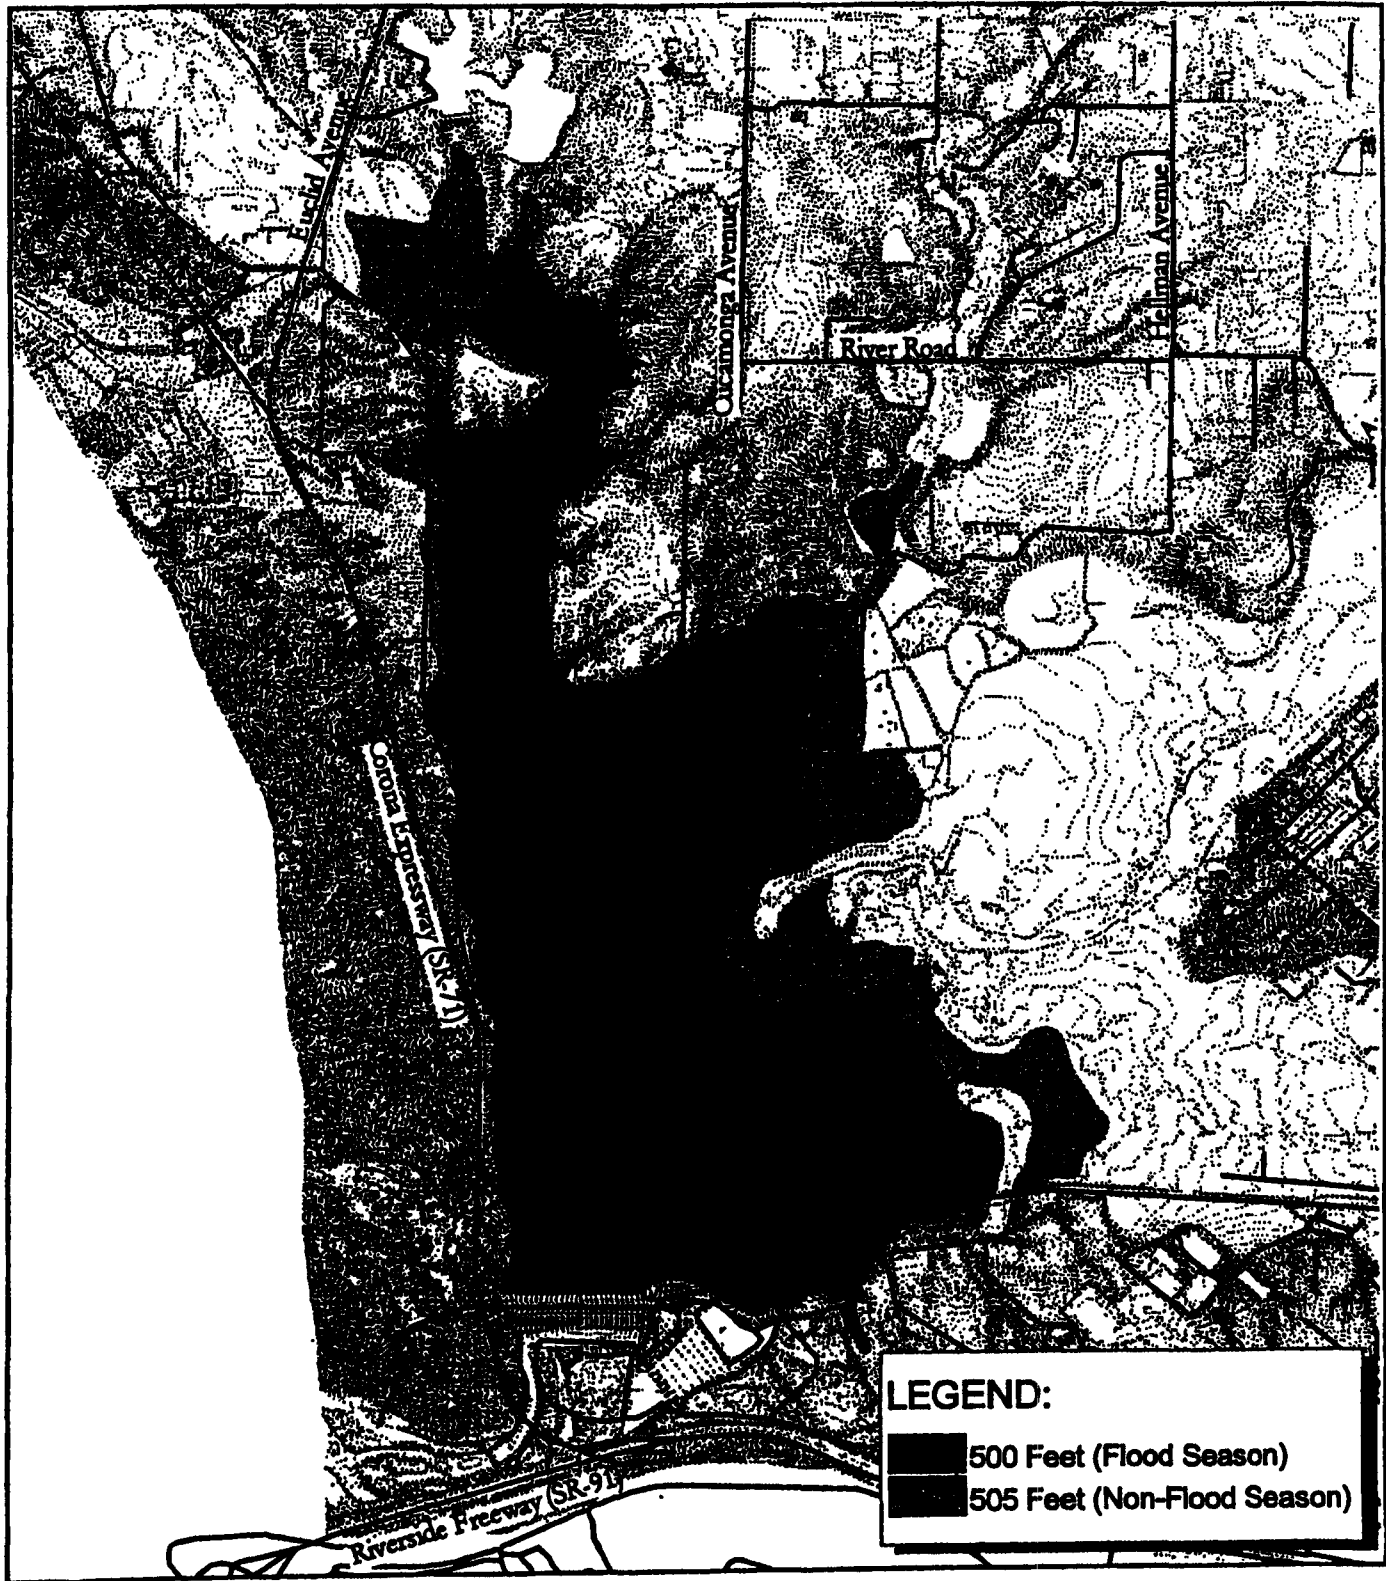 Euclid Avenue
Cucamonga Avenue
Hellman Avenue
River Road
Corona Expressway (SR-71)
Riverside Freeway (SR-91)
LEGEND:
500 Feet (Flood Season)
505 Feet (Non-Flood Season)